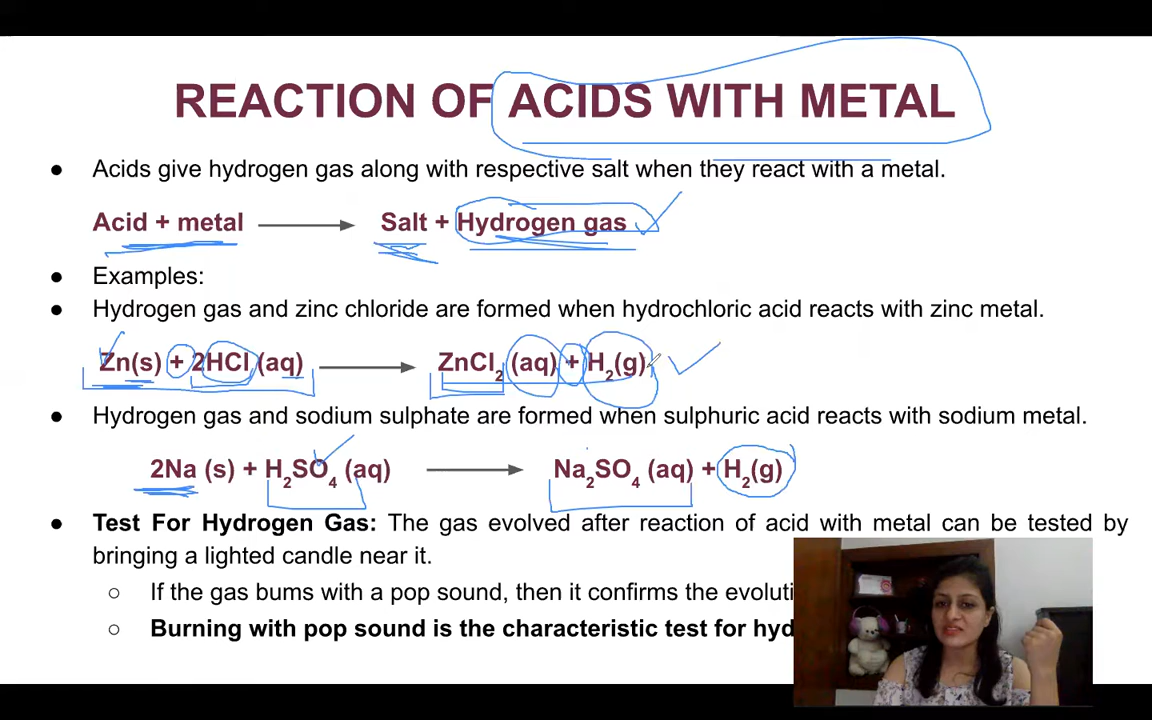 REACTION OF ACIDS WITH METAL
● Acids give hydrogen gas along with respective salt when they react with a metal.
Acid + metal ⟶ Salt + Hydrogen gas
● Examples:
● Hydrogen gas and zinc chloride are formed when hydrochloric acid reacts with zinc metal.
Zn(s) + 2HCl (aq) ⟶ ZnCl₂ (aq) + H₂(g)
● Hydrogen gas and sodium sulphate are formed when sulphuric acid reacts with sodium metal.
2Na (s) + H₂SO₄ (aq) ⟶ Na₂SO₄ (aq) + H₂(g)
● Test For Hydrogen Gas: The gas evolved after reaction of acid with metal can be tested by
bringing a lighted candle near it.
○ If the gas bums with a pop sound, then it confirms the evoluti
○ Burning with pop sound is the characteristic test for hyd